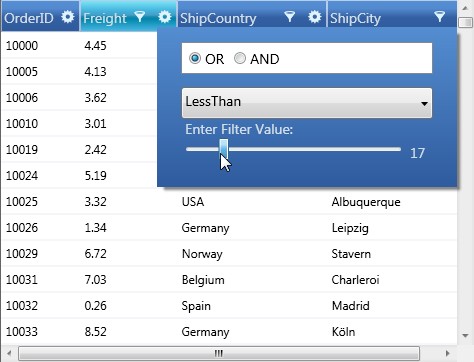 OrderID Freight ShipCountry ShipCity
10000 4.45
OR AND
10005 4.13
10006 3.62
LessThan
10010 3.01
Enter Filter Value:
10019 2.42
17
10024 5.19
10025 3.32 USA Albuquerque
10026 1.34 Germany Leipzig
10029 6.72 Norway Stavern
10031 7.03 Belgium Charleroi
10032 0.26 Spain Madrid
10033 8.52 Germany Köln